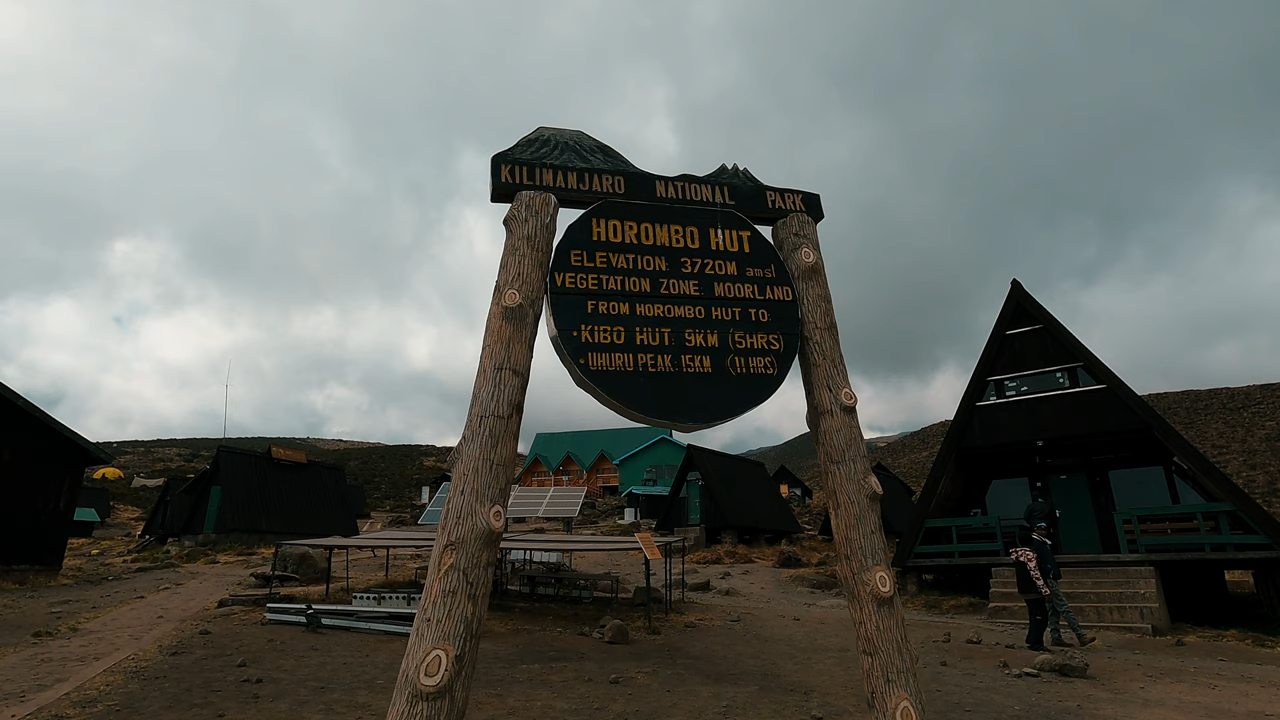 KILIMANJARO NATIONAL PARK
HOROMBO HUT
ELEVATION: 3720M amsl
VEGETATION ZONE: MOORLAND
FROM HOROMBO HUT TO:
• KIBO HUT: 9KM (5HRS)
• UHURU PEAK: 15KM (11 HRS)